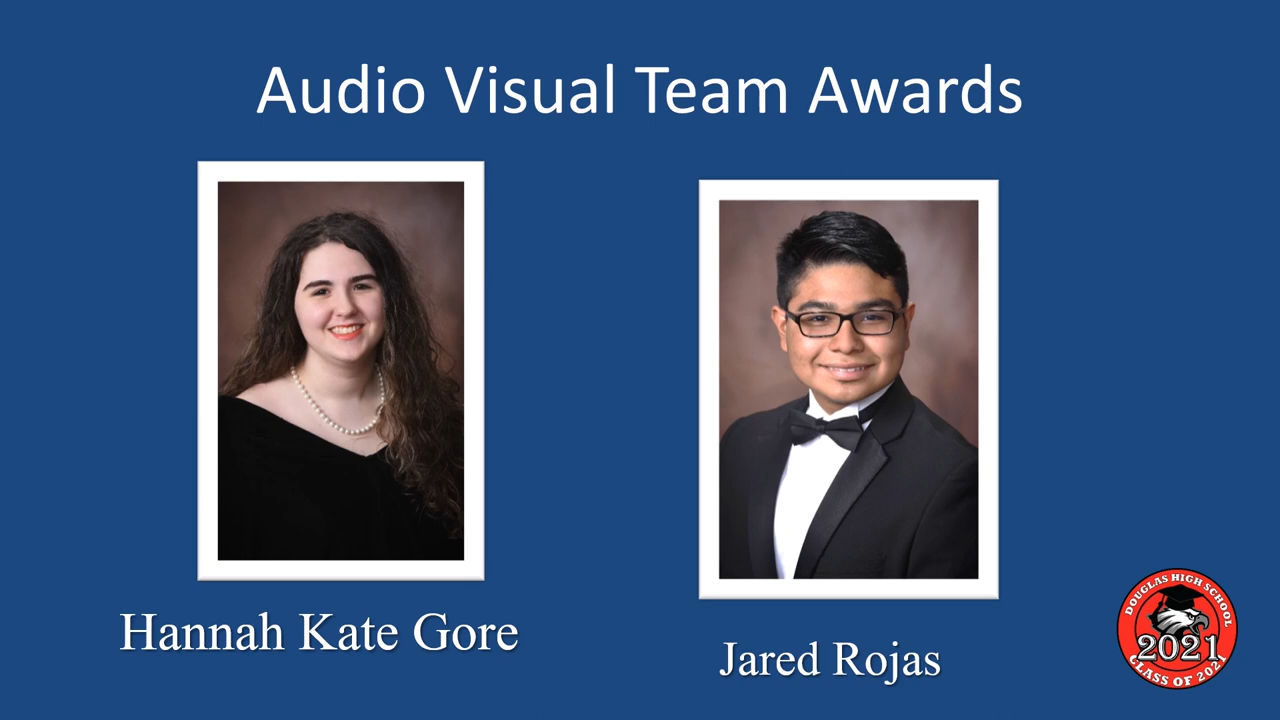 Audio Visual Team Awards
Hannah Kate Gore
Jared Rojas
DOUGLAS HIGH SCHOOL
2021
CLASS OF 2021